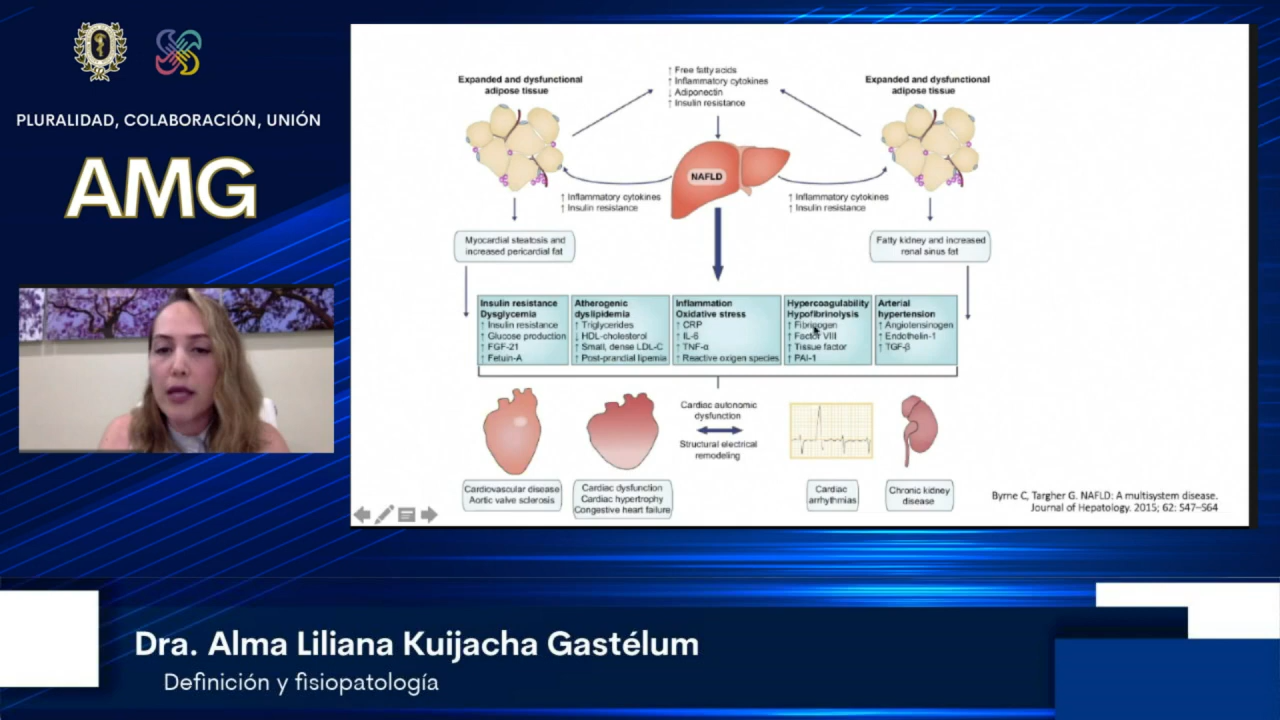 PLURALIDAD, COLABORACIÓN, UNIÓN
AMG
Expanded and dysfunctional
adipose tissue
↑ Free fatty acids
↑ Inflammatory cytokines
↓ Adiponectin
↑ Insulin resistance
Expanded and dysfunctional
adipose tissue
NAFLD
↑ Inflammatory cytokines
↑ Insulin resistance
↑ Inflammatory cytokines
↑ Insulin resistance
Myocardial steatosis and
increased pericardial fat
Fatty kidney and increased
renal sinus fat
Insulin resistance
Dysglycemia
↑ Insulin resistance
↑ Glucose production
↑ FGF-21
↑ Fetuin-A
Atherogenic
dyslipidemia
↑ Triglycerides
↓ HDL-cholesterol
↑ Small, dense LDL-C
↑ Post-prandial lipemia
Inflammation
Oxidative stress
↑ CRP
↑ IL-6
↑ TNF-α
↑ Reactive oxigen species
Hypercoagulability
Hypofibrinolysis
↑ Fibrinogen
↑ Factor VIII
↑ Tissue factor
↑ PAI-1
Arterial
hypertension
↑ Angiotensinogen
↑ Endothelin-1
↑ TGF-β
Cardiac autonomic
dysfunction
Structural electrical
remodeling
Cardiovascular disease
Aortic valve sclerosis
Cardiac dysfunction
Cardiac hypertrophy
Congestive heart failure
Cardiac
arrhythmias
Chronic kidney
disease
Byrne C, Targher G. NAFLD: A multisystem disease.
Journal of Hepatology. 2015; 62: 547–564
Dra. Alma Liliana Kuijacha Gastélum
Definición y fisiopatología